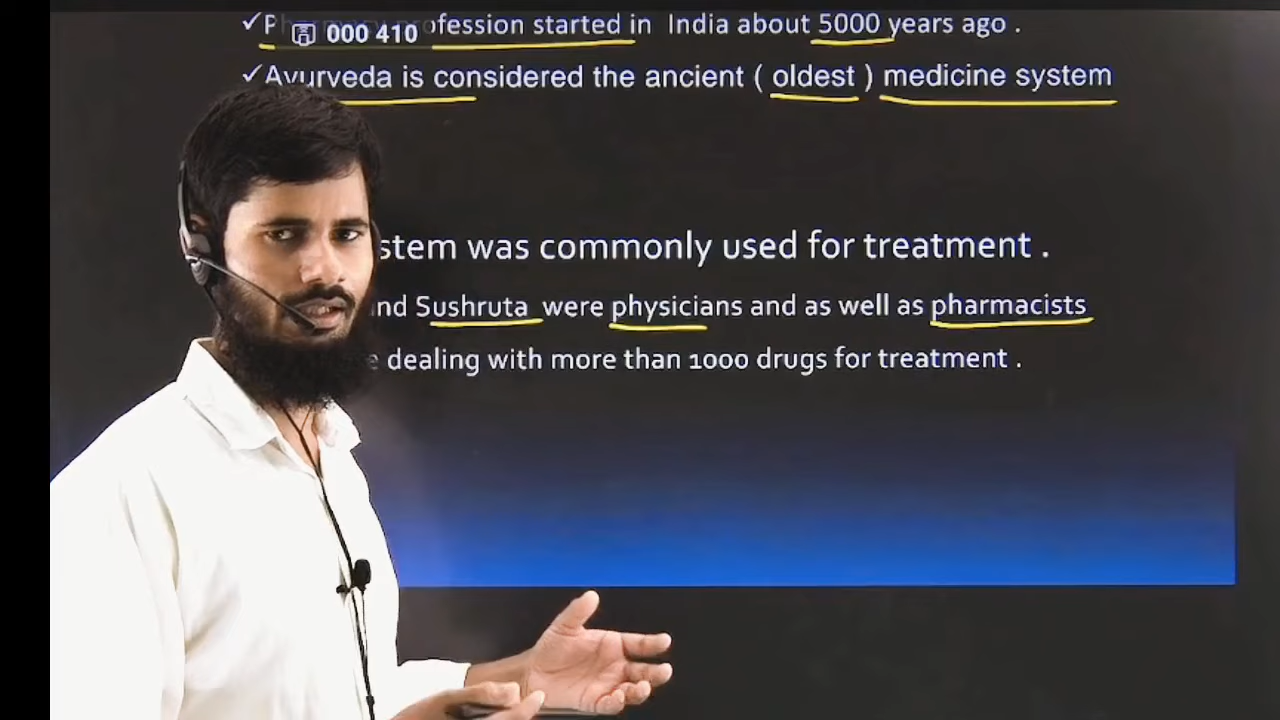 ✓P fession started in India about 5000 years ago .
000 410
✓Ayurveda is considered the ancient ( oldest ) medicine system
stem was commonly used for treatment .
nd Sushruta were physicians and as well as pharmacists
e dealing with more than 1000 drugs for treatment .